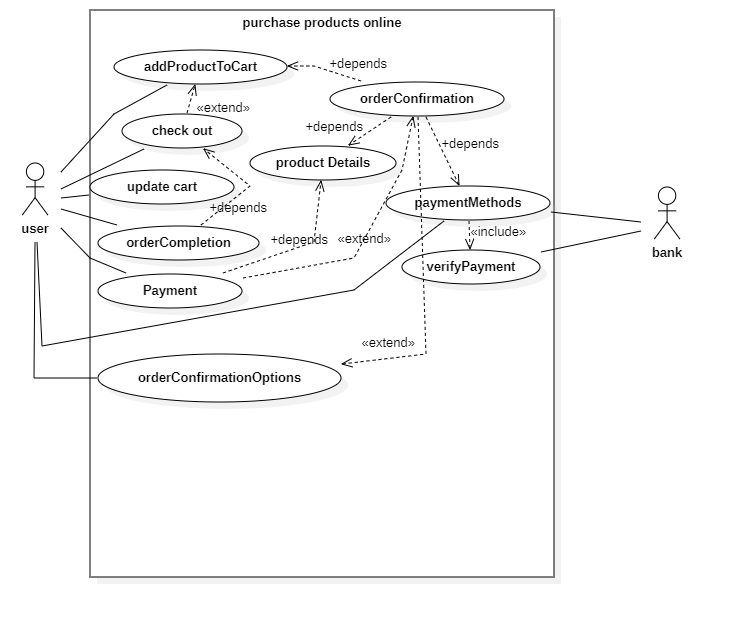 purchase products online
addProductToCart
+depends
orderConfirmation
«extend»
check out
+depends
+depends
product Details
update cart
paymentMethods
+depends
user
orderCompletion
+depends
«extend»
«include»
bank
verifyPayment
Payment
«extend»
orderConfirmationOptions